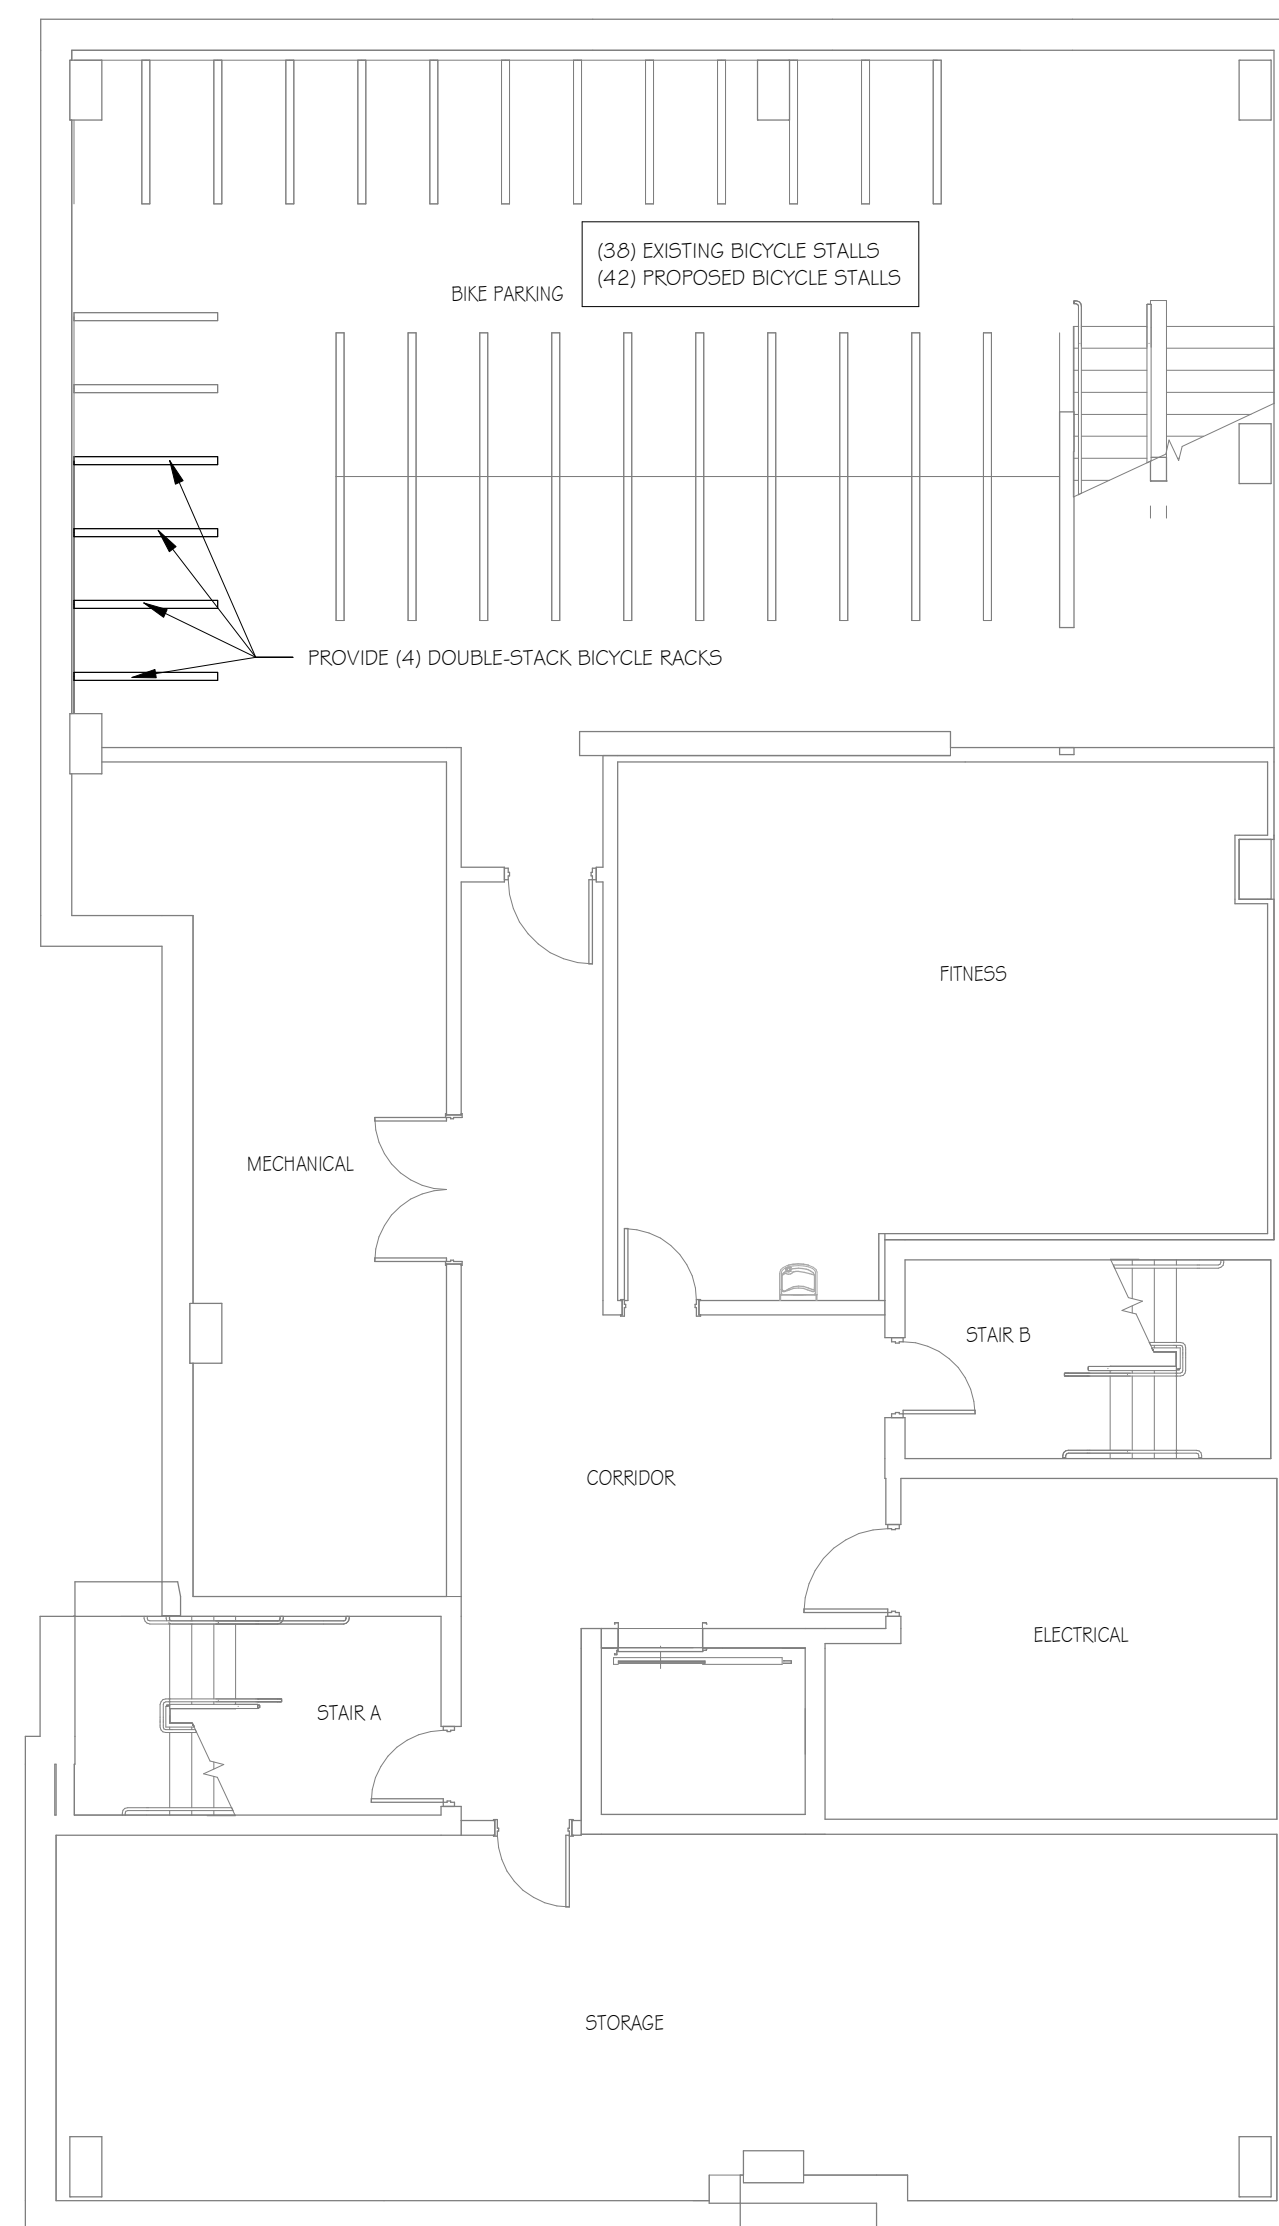 (38) EXISTING BICYCLE STALLS
(42) PROPOSED BICYCLE STALLS
BIKE PARKING
PROVIDE (4) DOUBLE-STACK BICYCLE RACKS
FITNESS
MECHANICAL
STAIR B
CORRIDOR
ELECTRICAL
STAIR A
STORAGE